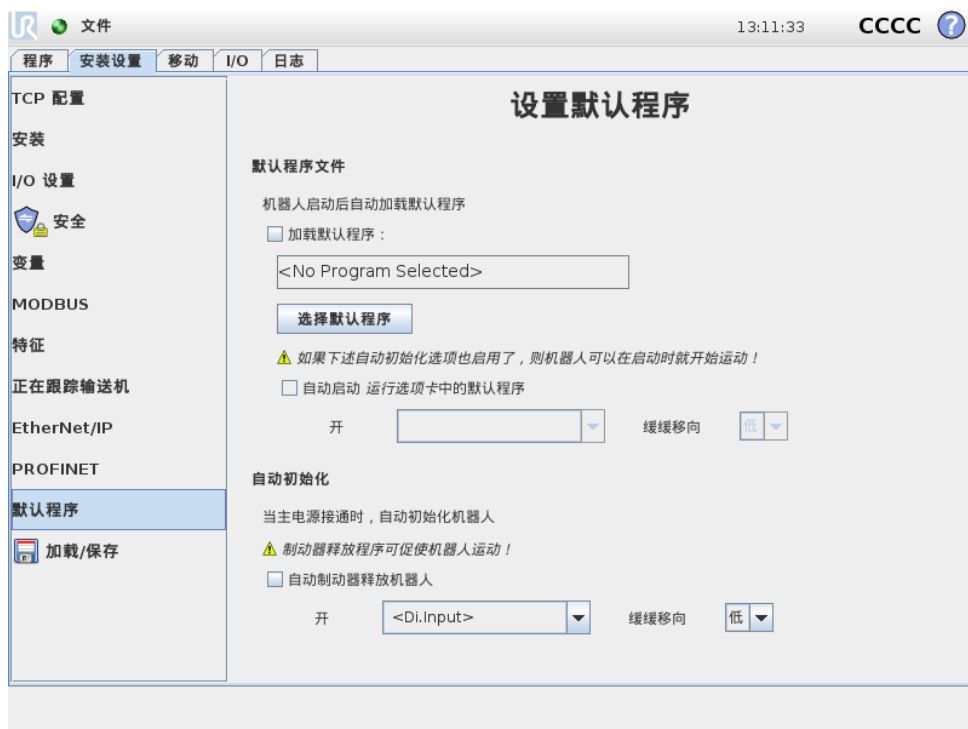 UR 文件 13:11:33 CCCC ?
程序 安装设置 移动 I/O 日志
TCP 配置
安装
I/O 设置
安全
变量
MODBUS
特征
正在跟踪输送机
EtherNet/IP
PROFINET
默认程序
加载/保存
设置默认程序
默认程序文件
机器人启动后自动加载默认程序
加载默认程序：
<No Program Selected>
选择默认程序
如果下述自动初始化选项也启用了，则机器人可以在启动时就开始运动！
自动启动 运行选项卡中的默认程序
开 缓缓移向 低
自动初始化
当主电源接通时，自动初始化机器人
制动器释放程序可促使机器人运动！
自动制动器释放机器人
开 <Di.Input> 缓缓移向 低